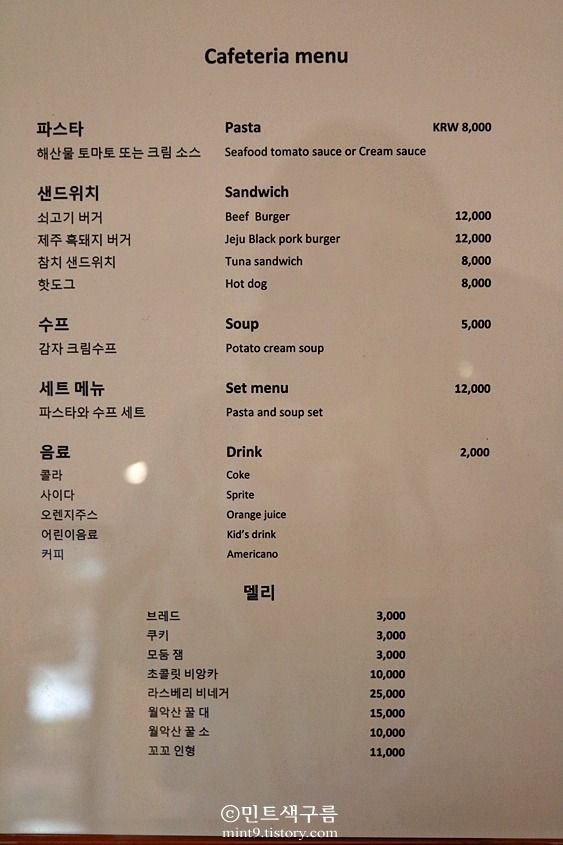 Cafeteria menu
파스타 Pasta KRW 8,000
해산물 토마토 또는 크림 소스 Seafood tomato sauce or Cream sauce
샌드위치 Sandwich
쇠고기 버거 Beef Burger 12,000
제주 흑돼지 버거 Jeju Black pork burger 12,000
참치 샌드위치 Tuna sandwich 8,000
핫도그 Hot dog 8,000
수프 Soup 5,000
감자 크림수프 Potato cream soup
세트 메뉴 Set menu 12,000
파스타와 수프 세트 Pasta and soup set
음료 Drink 2,000
콜라 Coke
사이다 Sprite
오렌지주스 Orange juice
어린이음료 Kid's drink
커피 Americano
델리
브레드 3,000
쿠키 3,000
모둠 잼 3,000
초콜릿 비앙카 10,000
라스베리 비네거 25,000
월악산 꿀 대 15,000
월악산 꿀 소 10,000
꼬꼬 인형 11,000
©민트색구름
mint9.tistory.com